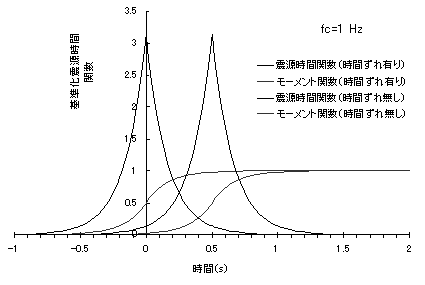 fc=1 Hz
基準化震源時間
関数
震源時間関数(時間ずれ有り)
モーメント関数(時間ずれ有り)
震源時間関数(時間ずれ無し)
モーメント関数(時間ずれ無し)
3.5
3
2.5
2
1.5
1
0.5
0
-1
-0.5
0
0.5
1
1.5
2
時間(s)